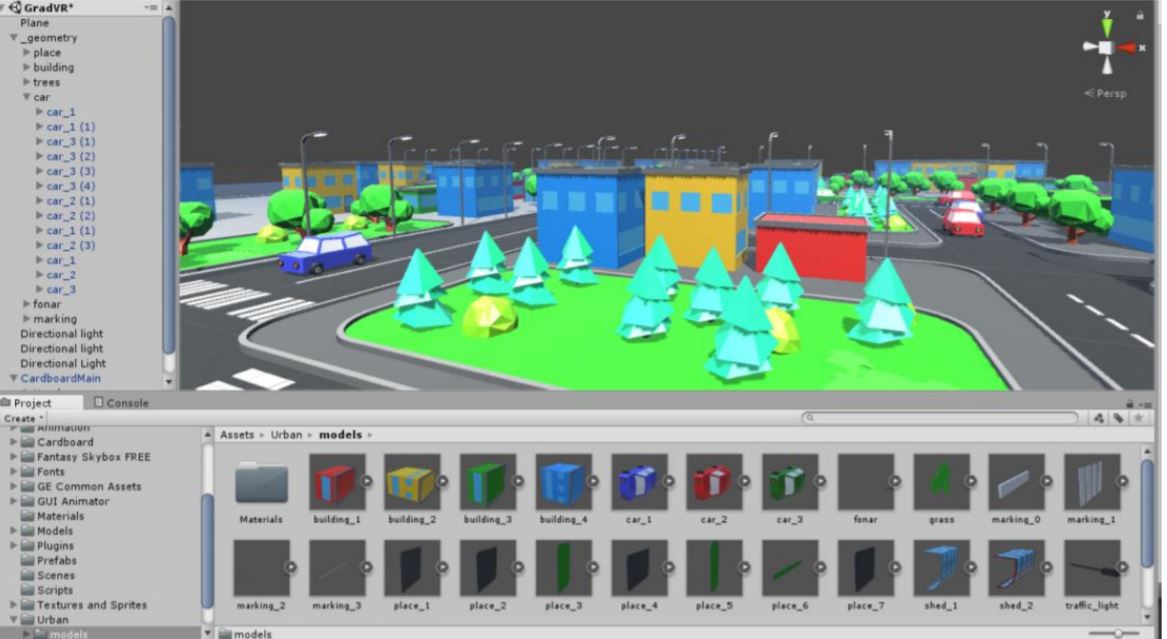 GradVR*
Plane
_geometry
place
building
trees
car
car_1
car_1 (1)
car_3 (1)
car_3 (2)
car_3 (3)
car_3 (4)
car_2 (1)
car_2 (2)
car_1 (1)
car_2 (3)
car_1
car_2
car_3
fonar
marking
Directional light
Directional light
Directional Light
CardboardMain
y
x
Persp
Project
Console
Create
Animation
Cardboard
Fantasy Skybox FREE
Fonts
GE Common Assets
GUI Animator
Materials
Models
Plugins
Prefabs
Scenes
Scripts
Textures and Sprites
Urban
models
Assets Urban models
Materials building_1 building_2 building_3 building_4 car_1 car_2 car_3 fonar grass marking_0 marking_1
marking_2 marking_3 place_1 place_2 place_3 place_4 place_5 place_6 place_7 shed_1 shed_2 traffic_light
models